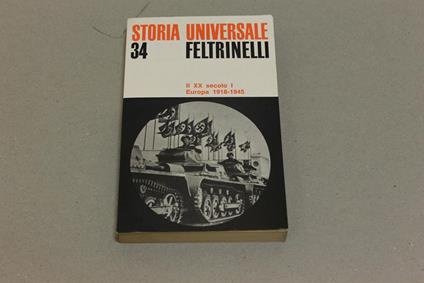 STORIA UNIVERSALE
34 FELTRINELLI
Il XX secolo I
Europa 1918-1945